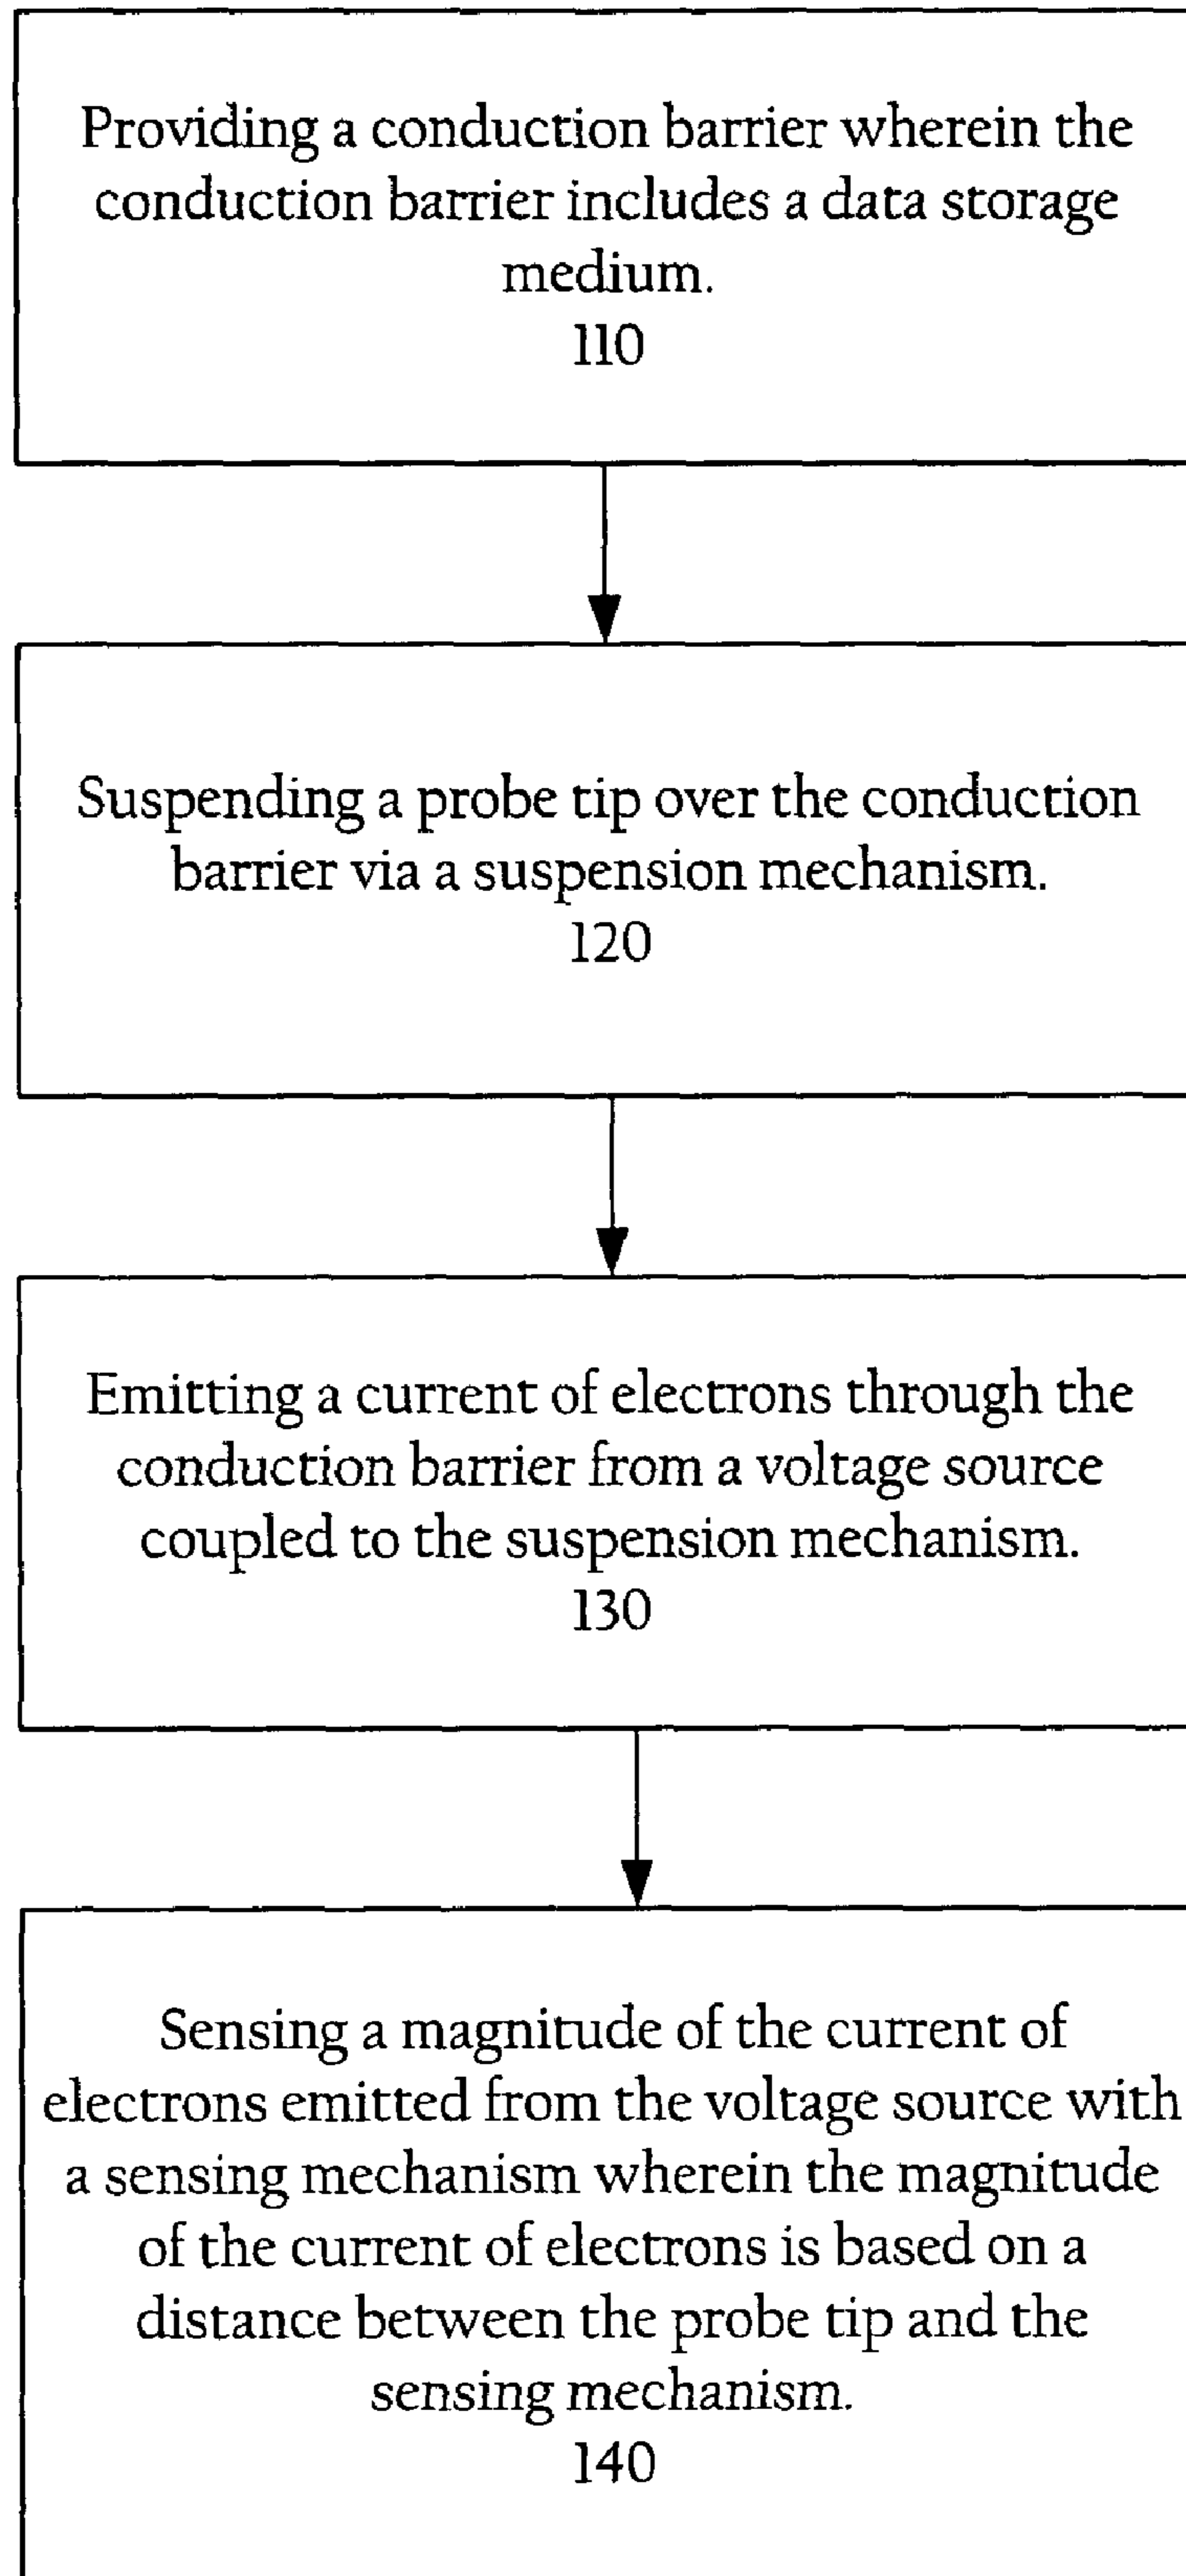 Providing a conduction barrier wherein the
conduction barrier includes a data storage
medium.
110
Suspending a probe tip over the conduction
barrier via a suspension mechanism.
120
Emitting a current of electrons through the
conduction barrier from a voltage source
coupled to the suspension mechanism.
130
Sensing a magnitude of the current of
electrons emitted from the voltage source with
a sensing mechanism wherein the magnitude
of the current of electrons is based on a
distance between the probe tip and the
sensing mechanism.
140